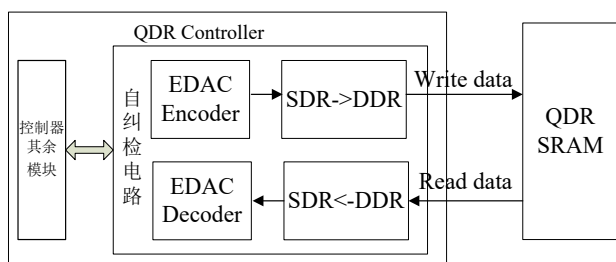 QDR Controller
控制器
其余
模块
自纠检电路
EDAC
Encoder
SDR->DDR
Write data
EDAC
Decoder
SDR<-DDR
Read data
QDR
SRAM